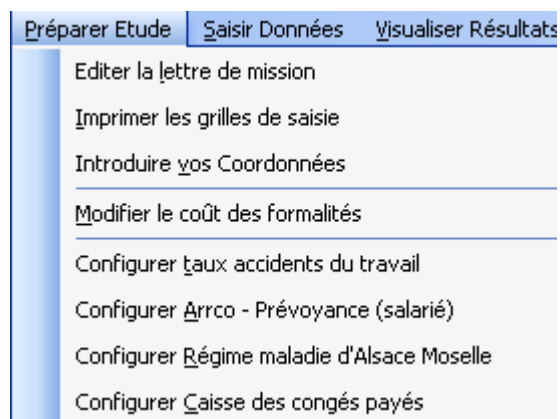 Préparer Etude Saisir Données Visualiser Résultats
Editer la lettre de mission
Imprimer les grilles de saisie
Introduire vos Coordonnées
Modifier le coût des formalités
Configurer taux accidents du travail
Configurer Arrco - Prévoyance (salarié)
Configurer Régime maladie d'Alsace Moselle
Configurer Caisse des congés payés